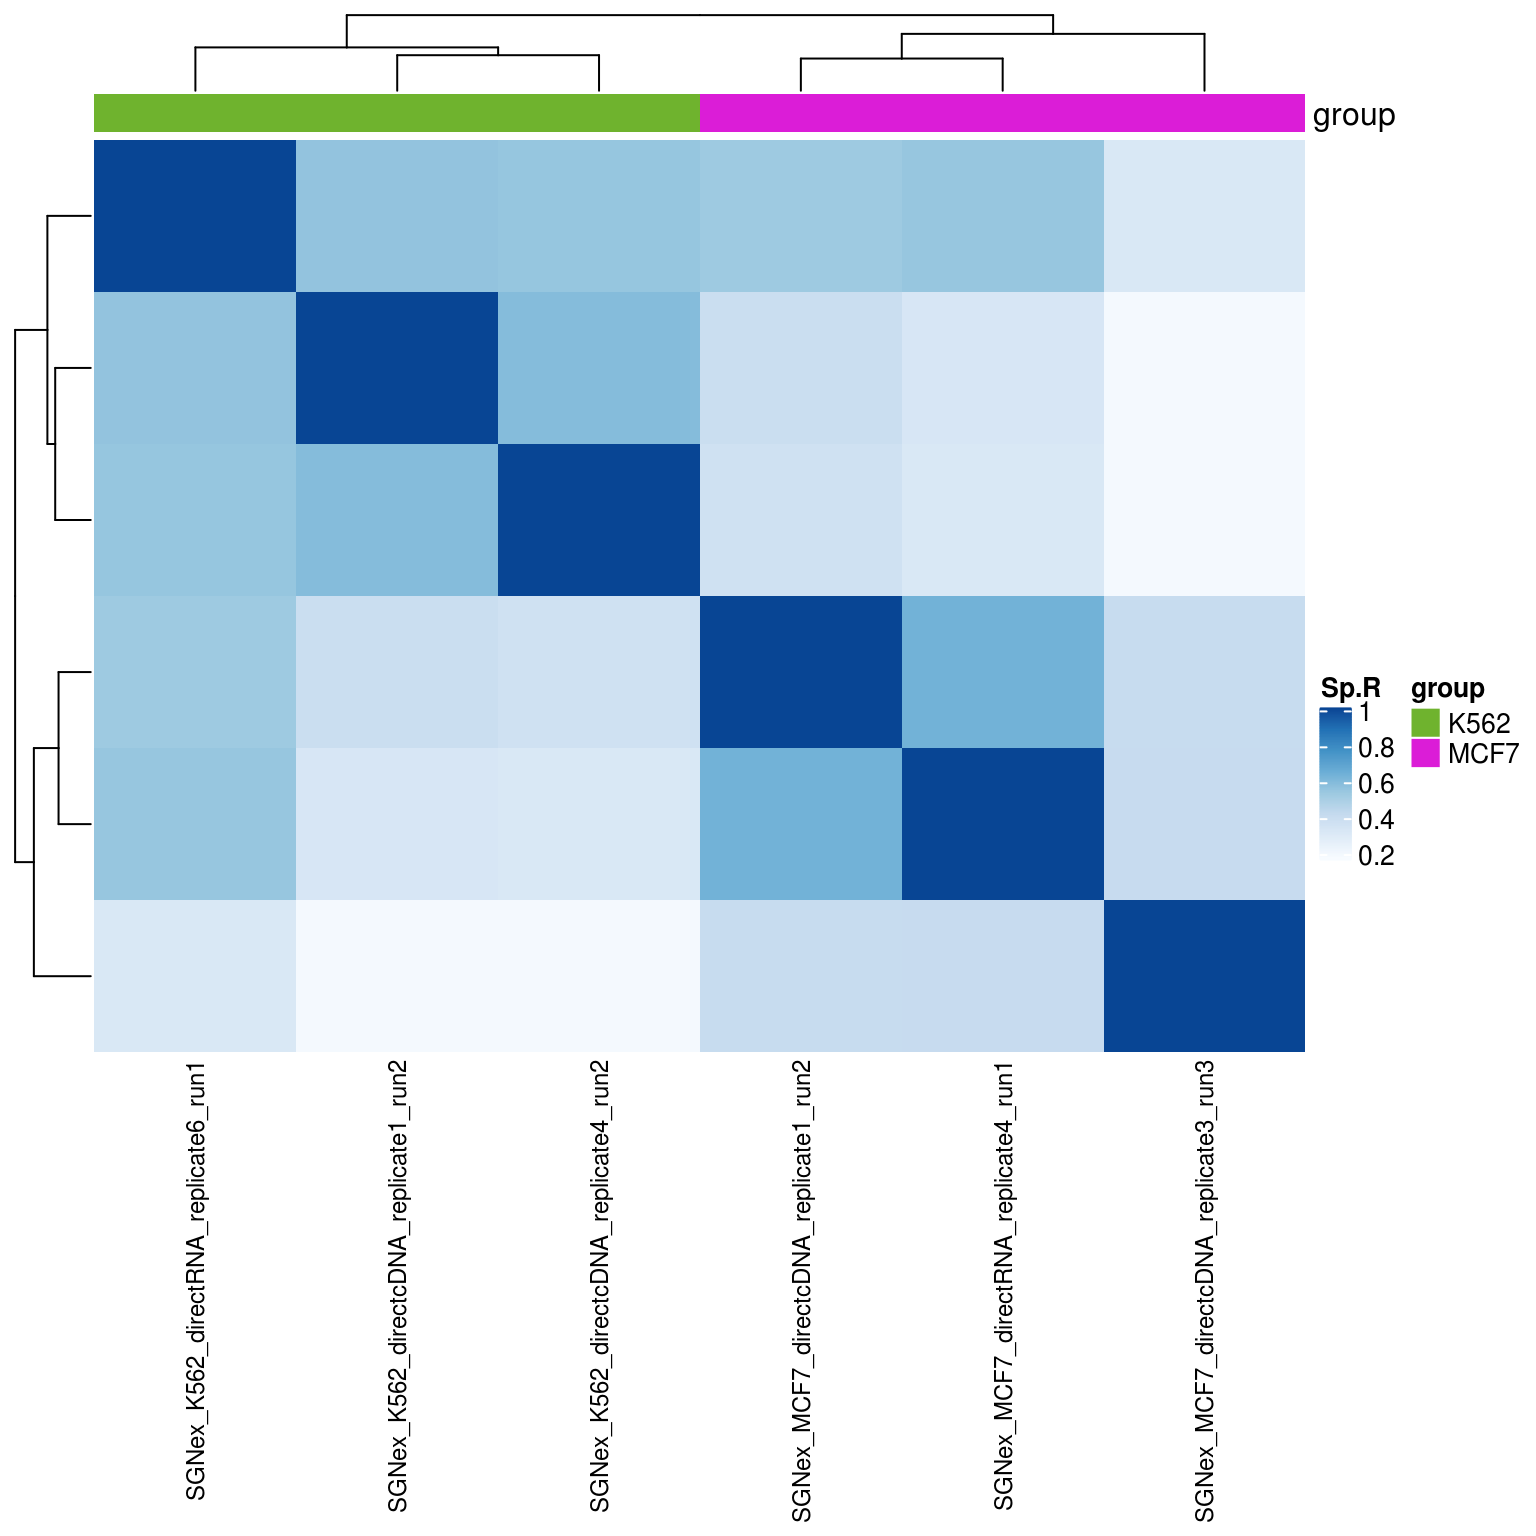 group
Sp.R
1
0.8
0.6
0.4
0.2
group
K562
MCF7
SGNex_K562_directRNA_replicate6_run1
SGNex_K562_directcDNA_replicate1_run2
SGNex_K562_directcDNA_replicate4_run2
SGNex_MCF7_directcDNA_replicate1_run2
SGNex_MCF7_directRNA_replicate4_run1
SGNex_MCF7_directcDNA_replicate3_run3